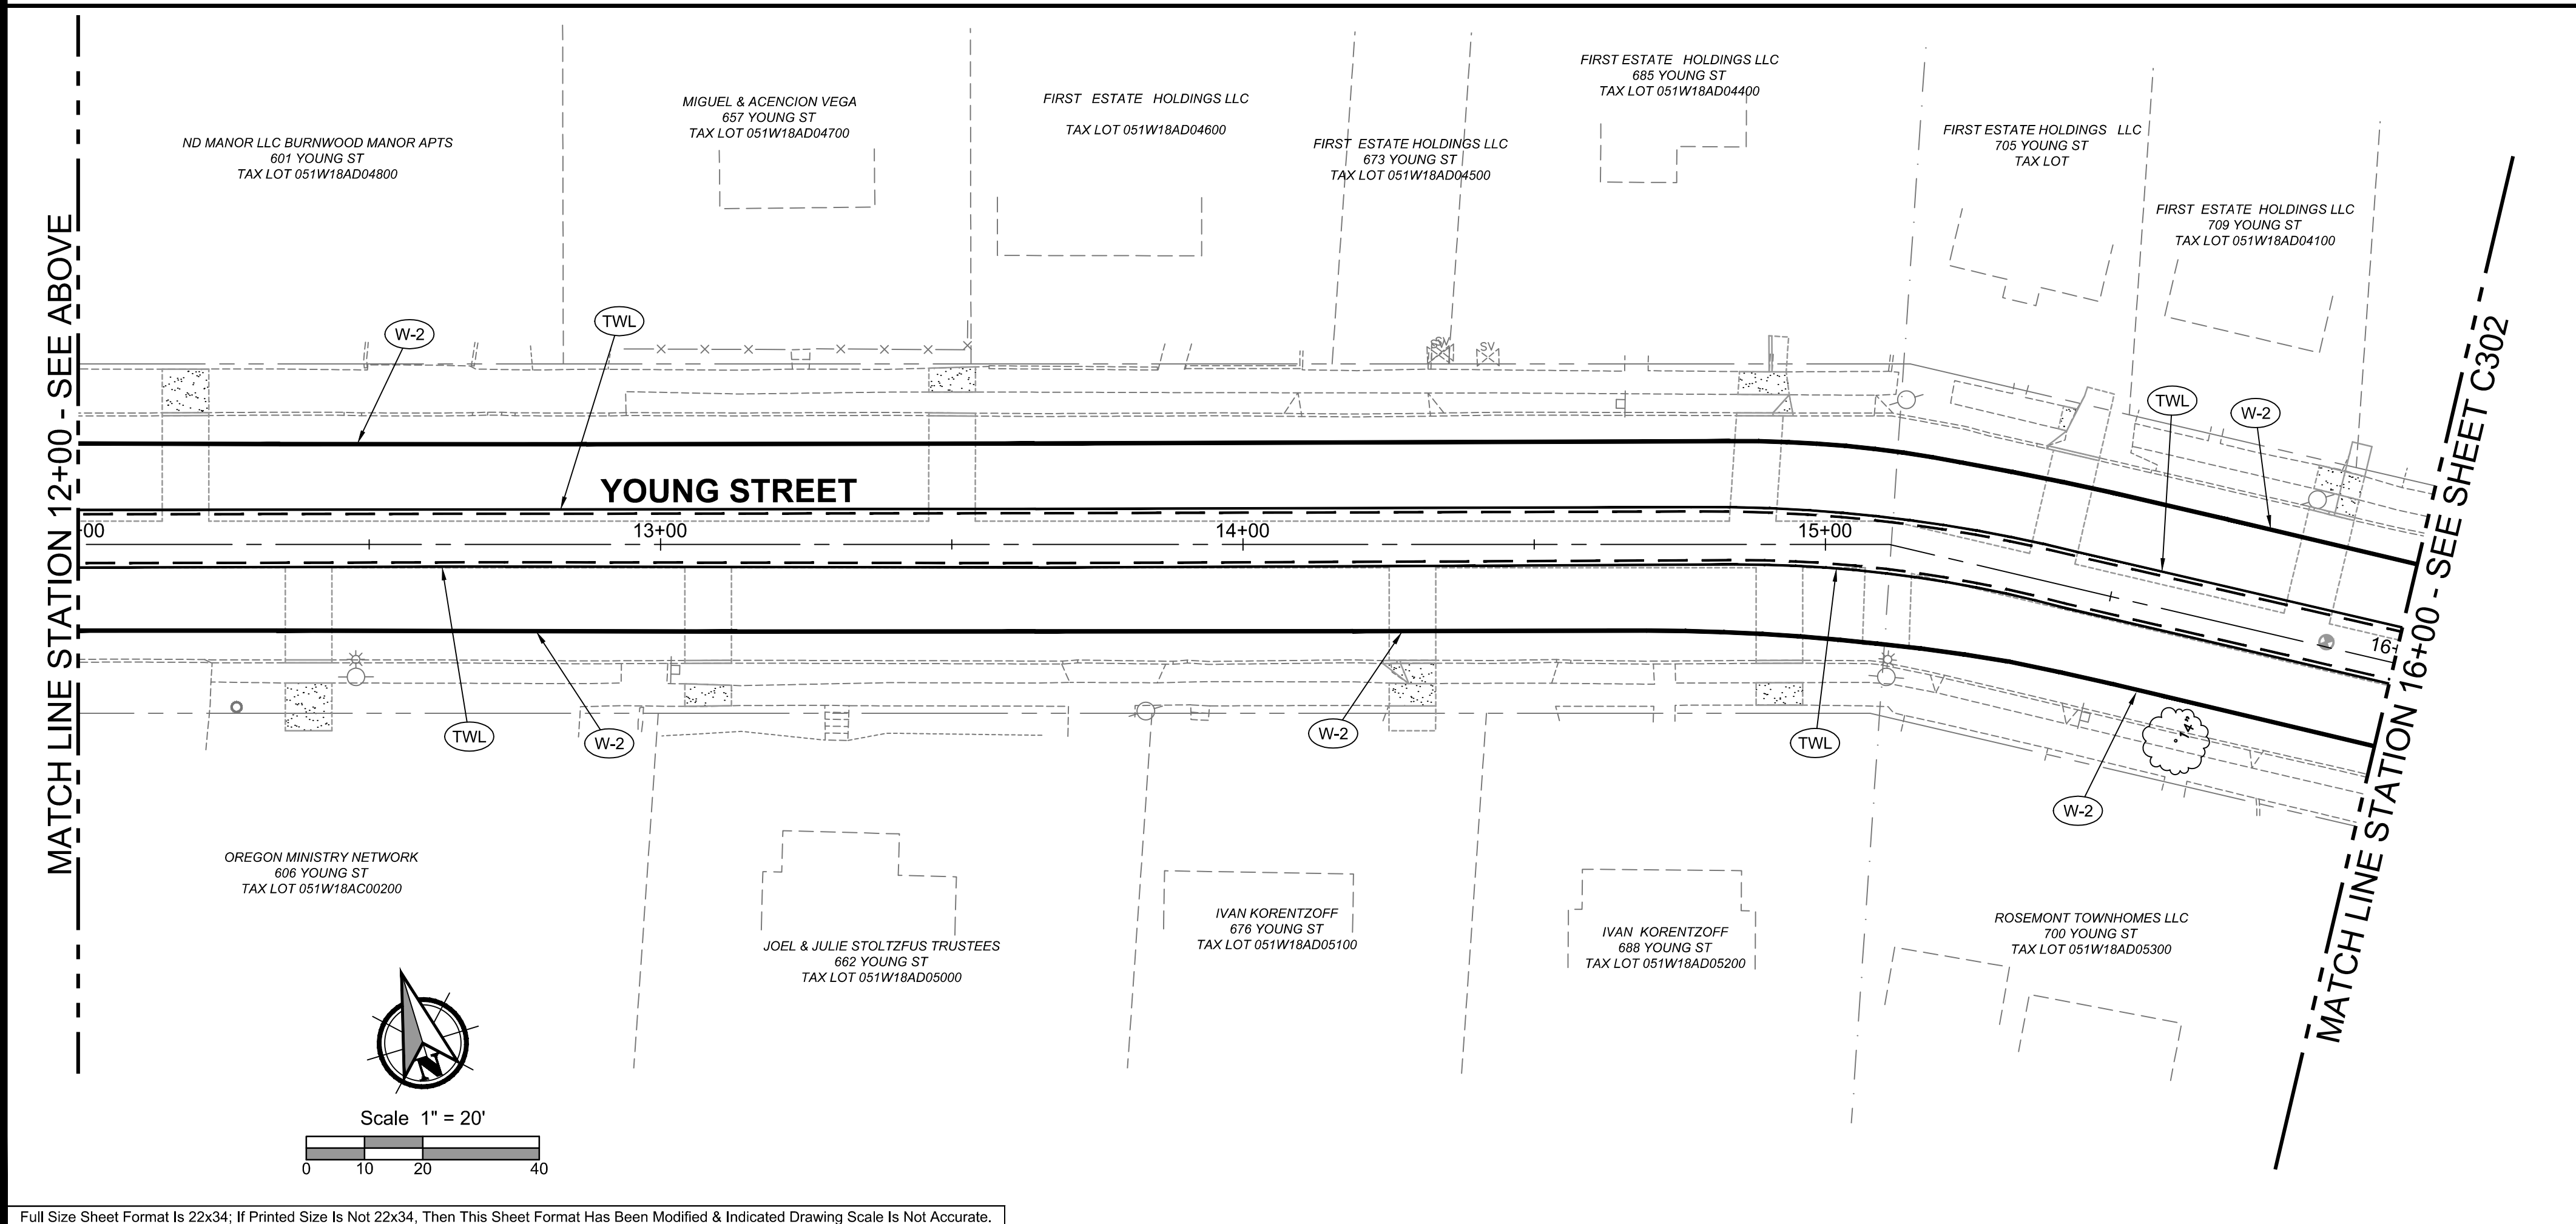 MATCH LINE STATION 12+00 - SEE ABOVE
ND MANOR LLC BURNWOOD MANOR APTS
601 YOUNG ST
TAX LOT 051W18AD04800
MIGUEL & ACENCION VEGA
657 YOUNG ST
TAX LOT 051W18AD04700
FIRST ESTATE HOLDINGS LLC
TAX LOT 051W18AD04600
FIRST ESTATE HOLDINGS LLC
673 YOUNG ST
TAX LOT 051W18AD04500
FIRST ESTATE HOLDINGS LLC
685 YOUNG ST
TAX LOT 051W18AD04400
FIRST ESTATE HOLDINGS LLC
705 YOUNG ST
TAX LOT
FIRST ESTATE HOLDINGS LLC
709 YOUNG ST
TAX LOT 051W18AD04100
W-2
TWL
SV
SV
TWL
W-2
YOUNG STREET
-00
13+00
14+00
15+00
16+
TWL
W-2
W-2
TWL
W-2
14"
MATCH LINE STATION 16+00 - SEE SHEET C302
OREGON MINISTRY NETWORK
606 YOUNG ST
TAX LOT 051W18AC00200
JOEL & JULIE STOLTZFUS TRUSTEES
662 YOUNG ST
TAX LOT 051W18AD05000
IVAN KORENTZOFF
676 YOUNG ST
TAX LOT 051W18AD05100
IVAN KORENTZOFF
688 YOUNG ST
TAX LOT 051W18AD05200
ROSEMONT TOWNHOMES LLC
700 YOUNG ST
TAX LOT 051W18AD05300
N
Scale 1" = 20'
0 10 20 40
Full Size Sheet Format Is 22x34; If Printed Size Is Not 22x34, Then This Sheet Format Has Been Modified & Indicated Drawing Scale Is Not Accurate.